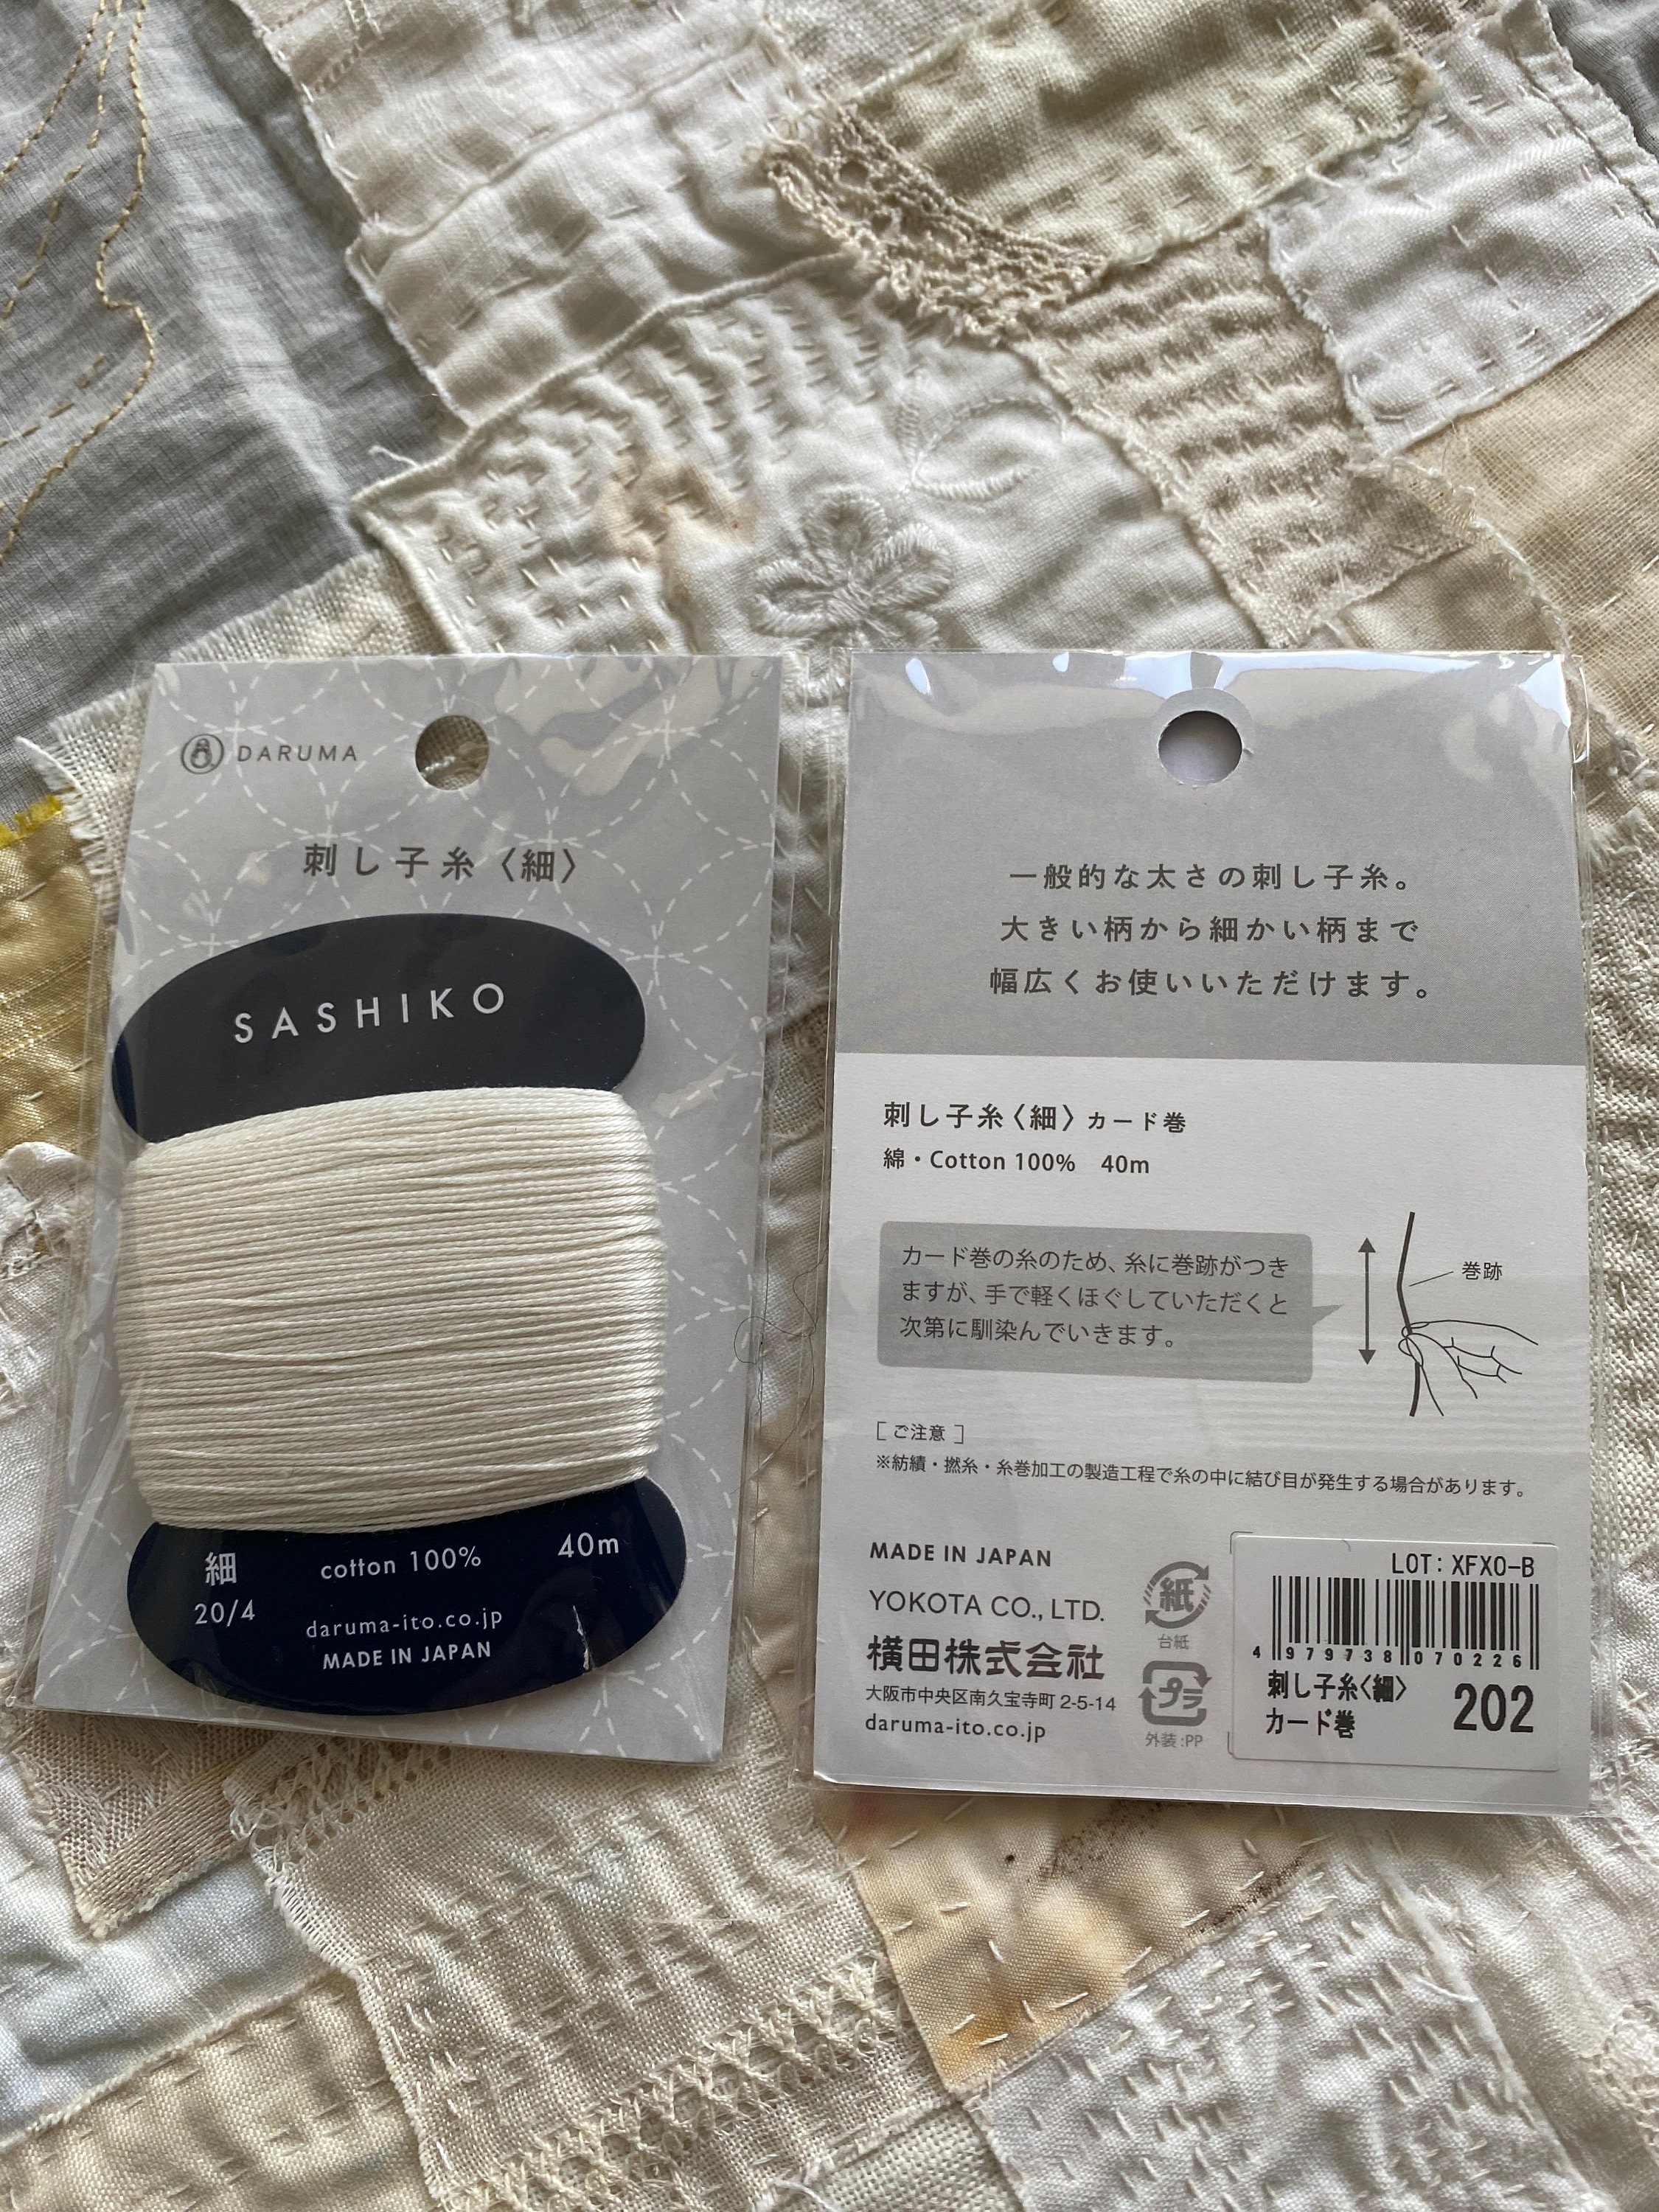 DARUMA
刺し子糸〈細〉
SASHIKO
細
20/4
cotton 100%
40m
daruma-ito.co.jp
MADE IN JAPAN
一般的な太さの刺し子糸。
大きい柄から細かい柄まで
幅広くお使いいただけます。
刺し子糸〈細〉カード巻
綿・Cotton 100% 40m
カード巻の糸のため、糸に巻跡がつき
ますが、手で軽くほぐしていただくと
次第に馴染んでいきます。
巻跡
[ご注意]
※紡績・撚糸・糸巻加工の製造工程で糸の中に結び目が発生する場合があります。
MADE IN JAPAN
YOKOTA CO., LTD.
横田株式会社
大阪市中央区南久宝寺町 2-5-14
daruma-ito.co.jp
紙
台紙
プラ
外装:PP
LOT: XFXO-B
4 979738 070226
刺し子糸〈細〉
カード巻
202